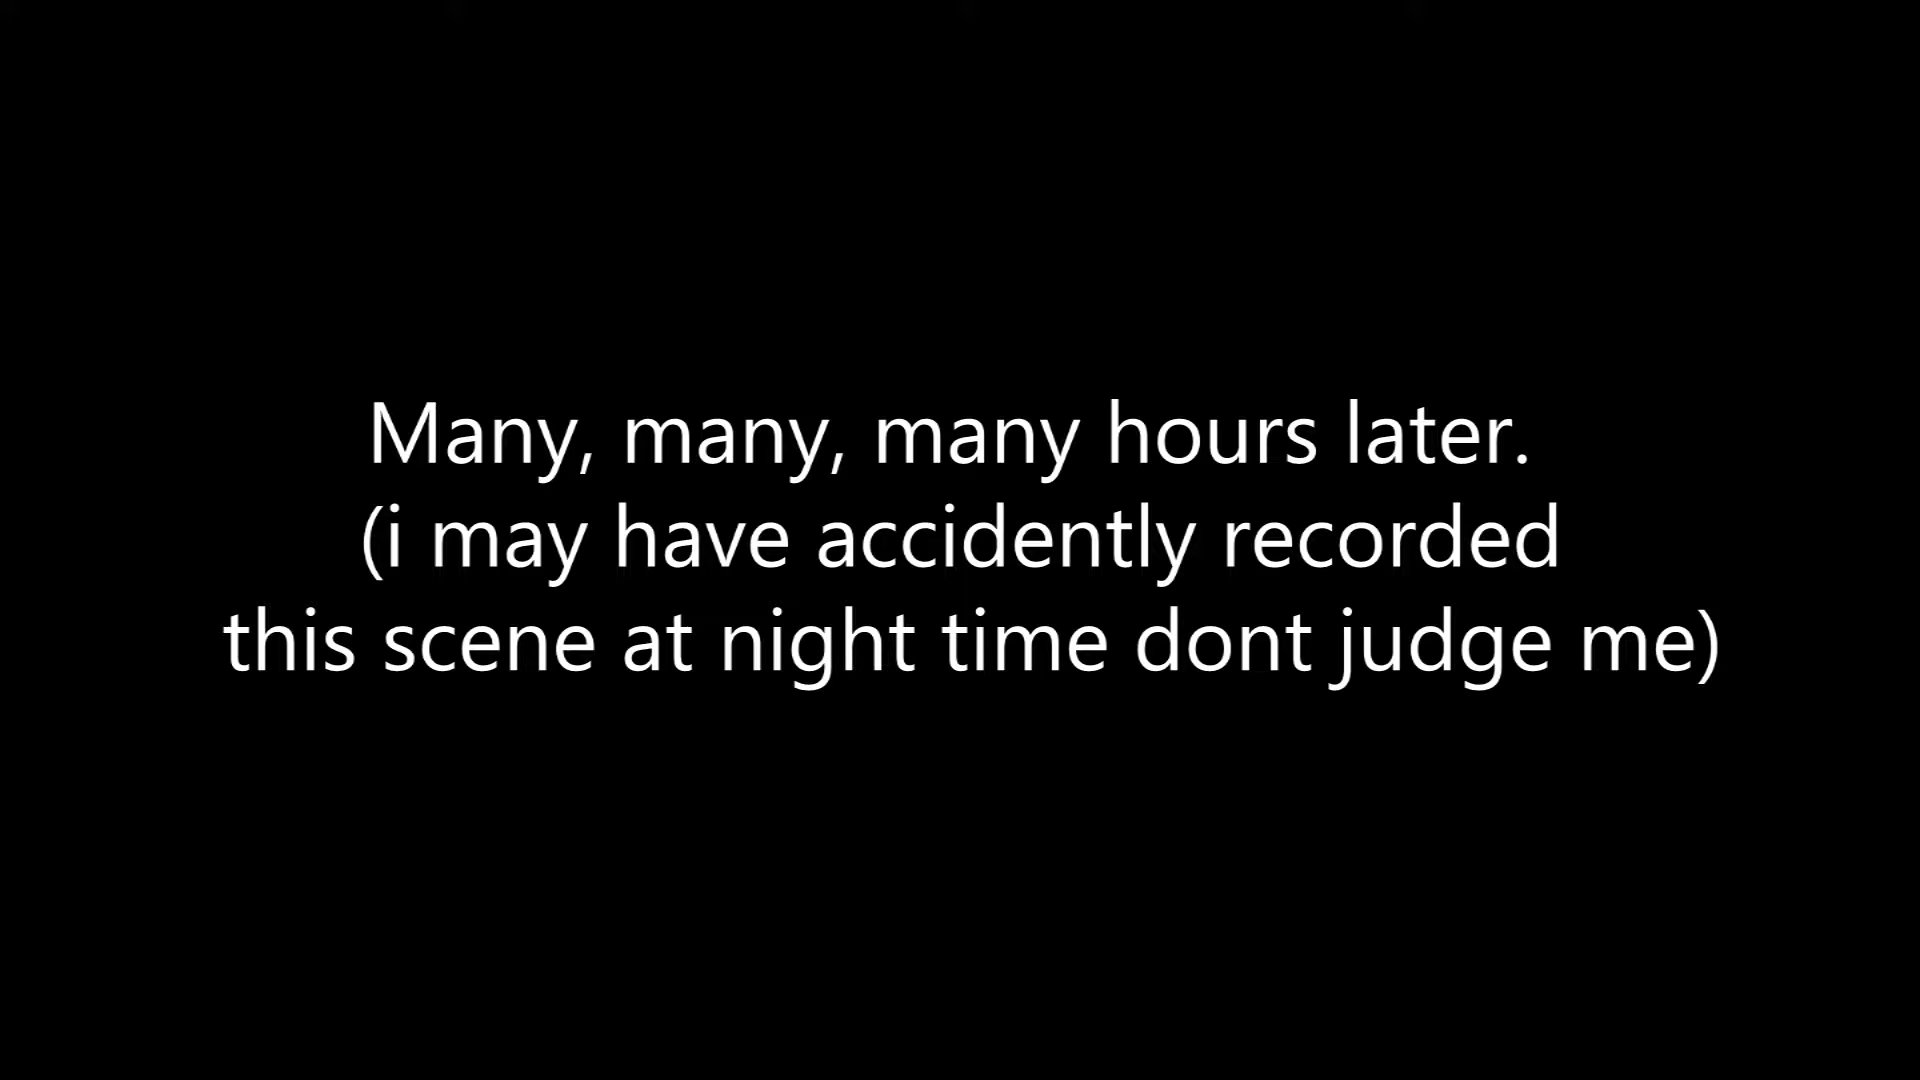 Many, many, many hours later.
(i may have accidently recorded
this scene at night time dont judge me)